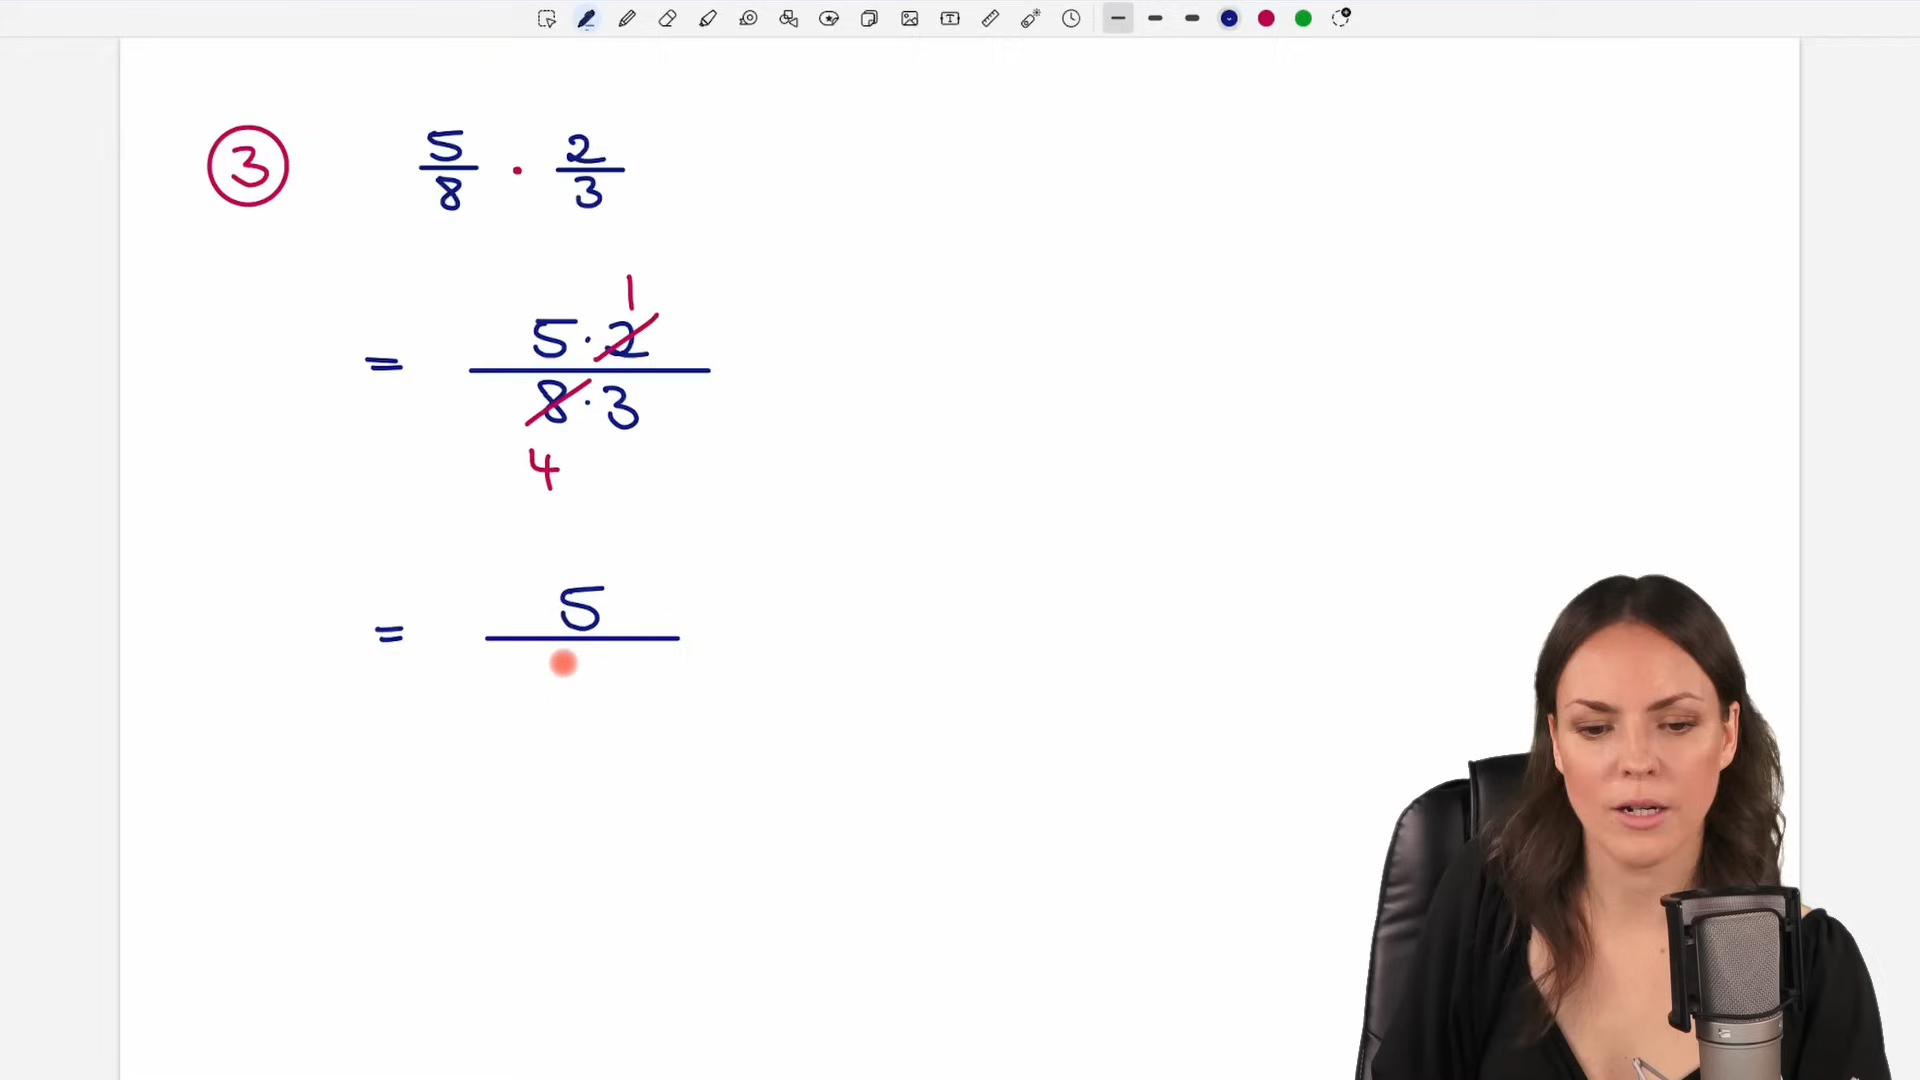 ③ 5/8 · 2/3
1
= 5·2/8·3
4
= 5/